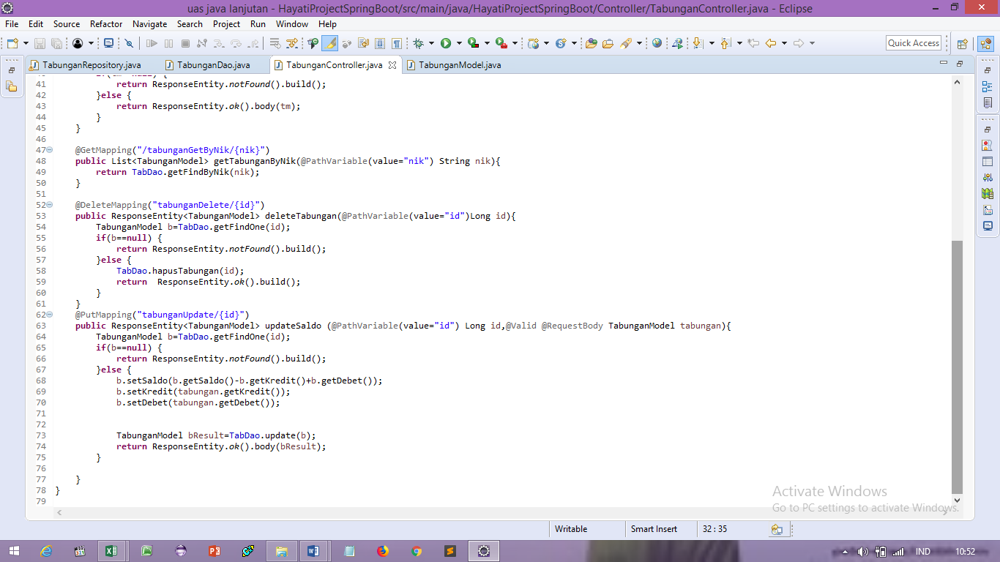 uas java lanjutan - HayatiProjectSpringBoot/src/main/java/HayatiProjectSpringBoot/Controller/TabunganController.java - Eclipse
File Edit Source Refactor Navigate Search Project Run Window Help
Quick Access
TabunganRepository.java TabunganDao.java TabunganController.java TabunganModel.java
41 return ResponseEntity.notFound().build();
42 }else {
43 return ResponseEntity.ok().body(tm);
44 }
45 }
46
47 @GetMapping("/tabunganGetByNik/{nik}")
48 public List<TabunganModel> getTabunganByNik(@PathVariable(value="nik") String nik){
49 return TabDao.getFindByNik(nik);
50 }
51
52 @DeleteMapping("tabunganDelete/{id}")
53 public ResponseEntity<TabunganModel> deleteTabungan(@PathVariable(value="id")Long id){
54 TabunganModel b=TabDao.getFindOne(id);
55 if(b==null) {
56 return ResponseEntity.notFound().build();
57 }else {
58 TabDao.hapusTabungan(id);
59 return  ResponseEntity.ok().build();
60 }
61 }
62 @PutMapping("tabunganUpdate/{id}")
63 public ResponseEntity<TabunganModel> updateSaldo (@PathVariable(value="id") Long id,@Valid @RequestBody TabunganModel tabungan){
64 TabunganModel b=TabDao.getFindOne(id);
65 if(b==null) {
66 return ResponseEntity.notFound().build();
67 }else {
68 b.setSaldo(b.getSaldo()-b.getKredit()+b.getDebet());
69 b.setKredit(tabungan.getKredit());
70 b.setDebet(tabungan.getDebet());
71
72
73 TabunganModel bResult=TabDao.update(b);
74 return ResponseEntity.ok().body(bResult);
75 }
76
77 }
78 }
79
Activate Windows
Go to PC settings to activate Windows.
Writable Smart Insert 32 : 35
IND 10:52